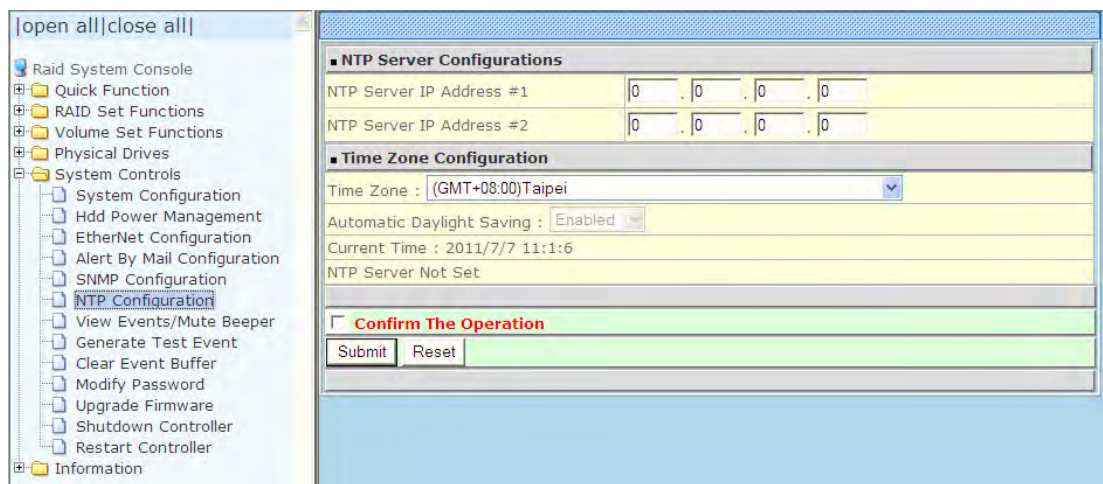 |open all|close all|
Raid System Console
Quick Function
RAID Set Functions
Volume Set Functions
Physical Drives
System Controls
System Configuration
Hdd Power Management
EtherNet Configuration
Alert By Mail Configuration
SNMP Configuration
NTP Configuration
View Events/Mute Beeper
Generate Test Event
Clear Event Buffer
Modify Password
Upgrade Firmware
Shutdown Controller
Restart Controller
Information
NTP Server Configurations
NTP Server IP Address #1 0 . 0 . 0 . 0
NTP Server IP Address #2 0 . 0 . 0 . 0
Time Zone Configuration
Time Zone : (GMT+08:00)Taipei
Automatic Daylight Saving : Enabled
Current Time : 2011/7/7 11:1:6
NTP Server Not Set
Confirm The Operation
Submit Reset